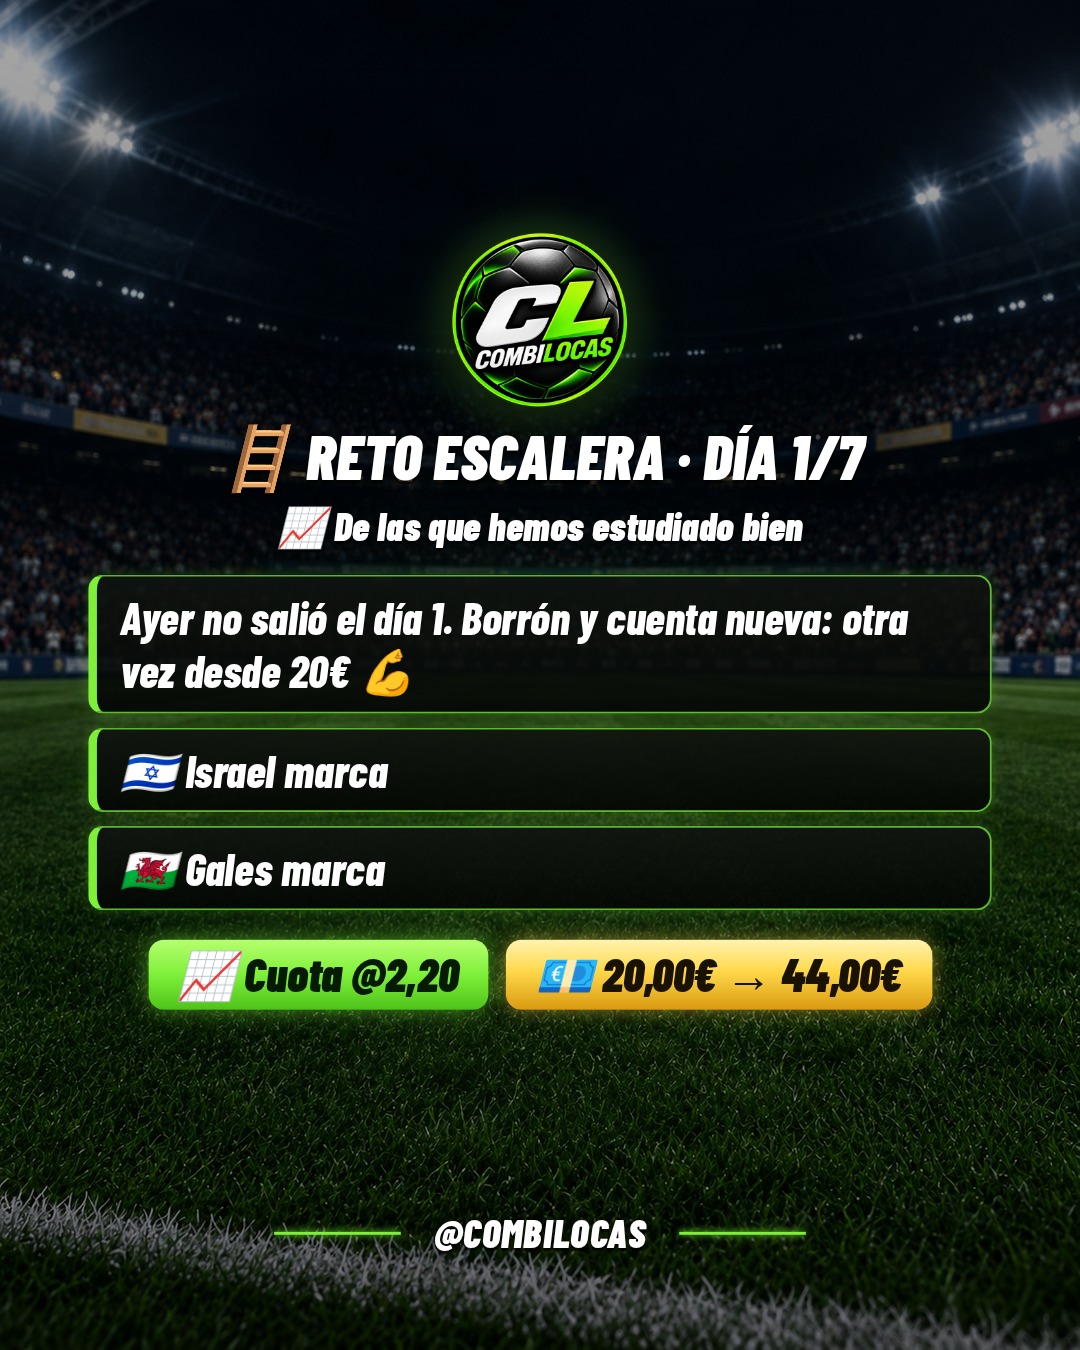 CL
COMBILOCAS
🪜 RETO ESCALERA · DÍA 1/7
📈 De las que hemos estudiado bien
Ayer no salió el día 1. Borrón y cuenta nueva: otra
vez desde 20€ 💪
🇮🇱 Israel marca
🏴󠁧󠁢󠁷󠁬󠁳󠁿 Gales marca
📈 Cuota @2,20
💶 20,00€ → 44,00€
@COMBILOCAS